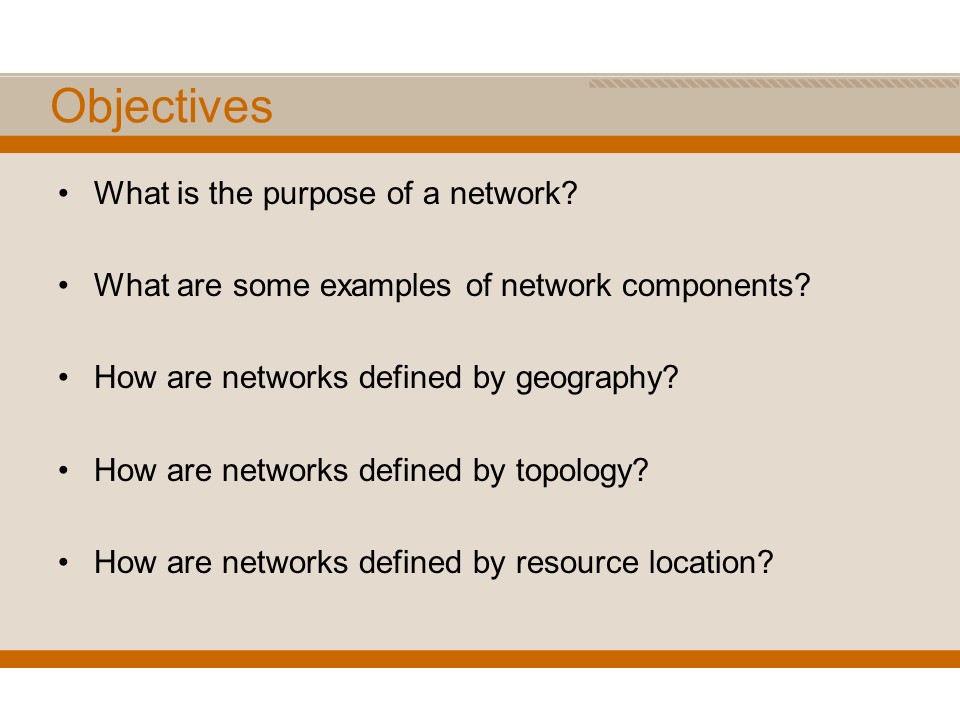 Objectives
• What is the purpose of a network?
• What are some examples of network components?
• How are networks defined by geography?
• How are networks defined by topology?
• How are networks defined by resource location?